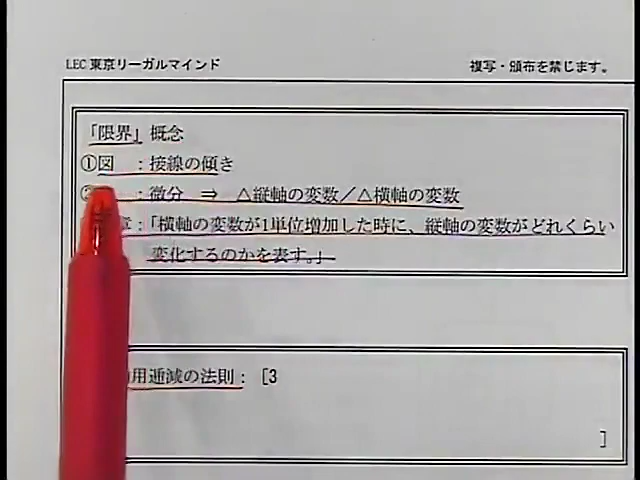 LEC東京リーガルマインド
複写・頒布を禁じます。
「限界」概念
①図 :接線の傾き
② :微分 ⇒ △縦軸の変数/△横軸の変数
章:「横軸の変数が1単位増加した時に、縦軸の変数がどれくらい
変化するのかを表す。」
用逓減の法則:[3
]